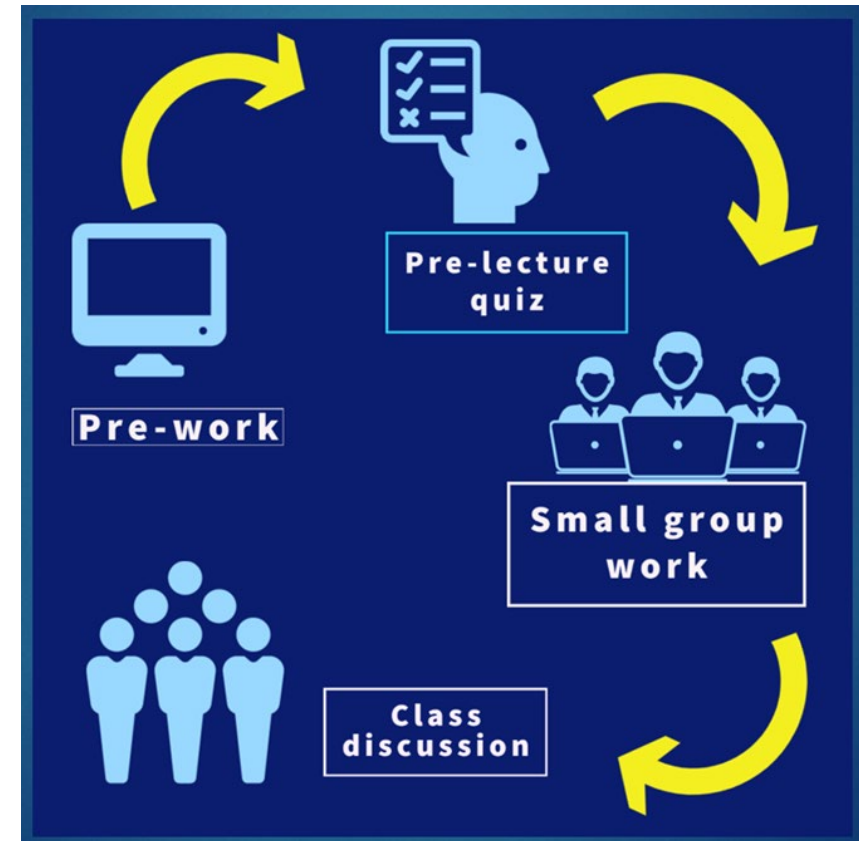 Pre-lecture
quiz
Pre-work
Small group
work
Class
discussion